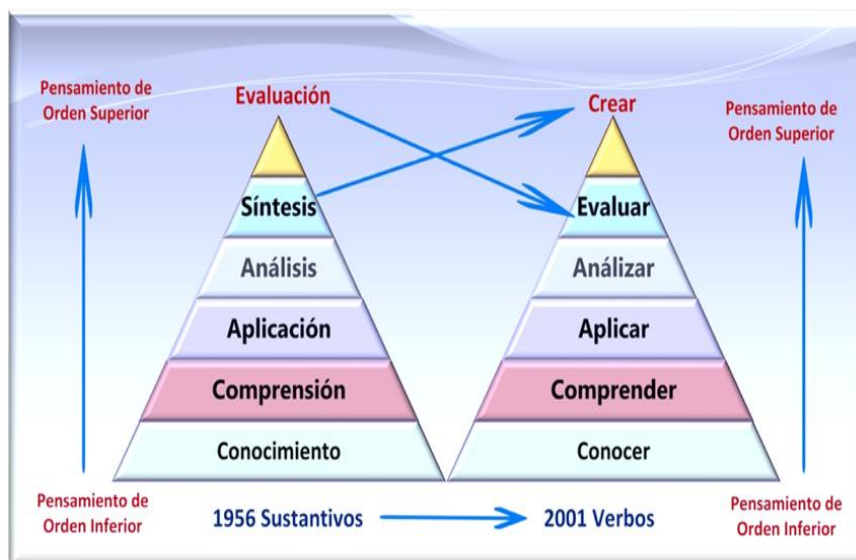 Pensamiento de
Orden Superior
Evaluación
Crear
Pensamiento de
Orden Superior
Síntesis
Evaluar
Análisis
Análizar
Aplicación
Aplicar
Comprensión
Comprender
Conocimiento
Conocer
Pensamiento de
Orden Inferior
1956 Sustantivos
2001 Verbos
Pensamiento de
Orden Inferior